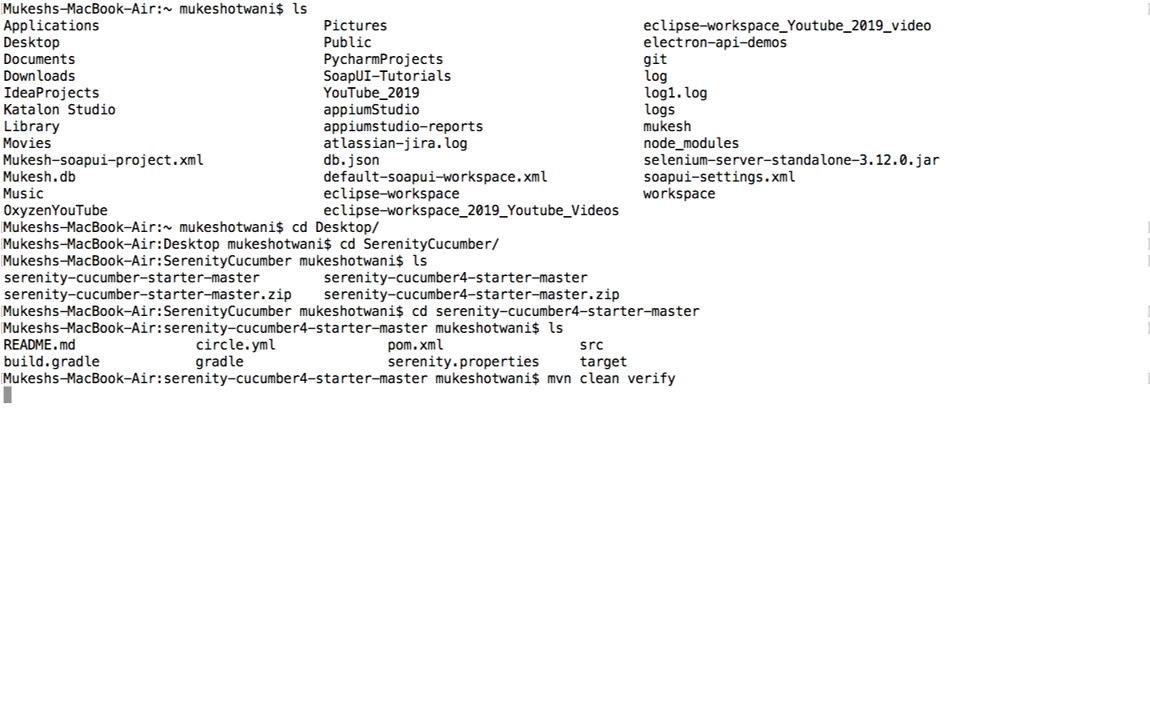 Mukeshs-MacBook-Air:~ mukeshotwani$ ls
Applications Pictures eclipse-workspace_Youtube_2019_video
Desktop Public electron-api-demos
Documents PycharmProjects git
Downloads SoapUI-Tutorials log
IdeaProjects YouTube_2019 log1.log
Katalon Studio appiumStudio logs
Library appiumstudio-reports mukesh
Movies atlassian-jira.log node_modules
Mukesh-soapui-project.xml db.json selenium-server-standalone-3.12.0.jar
Mukesh.db default-soapui-workspace.xml soapui-settings.xml
Music eclipse-workspace workspace
OxyzenYouTube eclipse-workspace_2019_Youtube_Videos
Mukeshs-MacBook-Air:~ mukeshotwani$ cd Desktop/
Mukeshs-MacBook-Air:Desktop mukeshotwani$ cd SerenityCucumber/
Mukeshs-MacBook-Air:SerenityCucumber mukeshotwani$ ls
serenity-cucumber-starter-master serenity-cucumber4-starter-master
serenity-cucumber-starter-master.zip serenity-cucumber4-starter-master.zip
Mukeshs-MacBook-Air:SerenityCucumber mukeshotwani$ cd serenity-cucumber4-starter-master
Mukeshs-MacBook-Air:serenity-cucumber4-starter-master mukeshotwani$ ls
README.md circle.yml pom.xml src
build.gradle gradle serenity.properties target
Mukeshs-MacBook-Air:serenity-cucumber4-starter-master mukeshotwani$ mvn clean verify